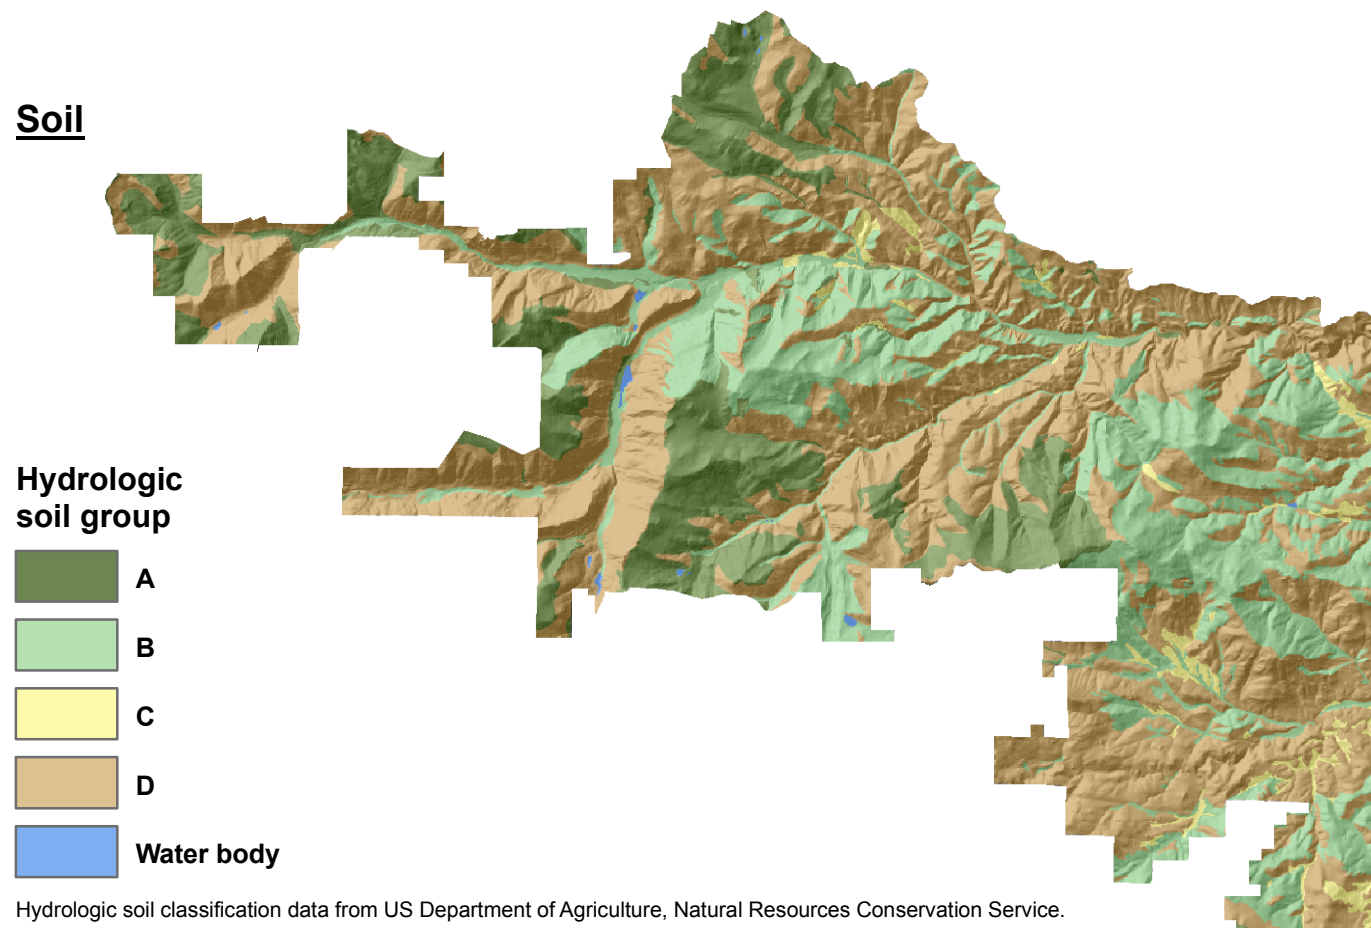 Soil
Hydrologic
soil group
A
B
C
D
Water body
Hydrologic soil classification data from US Department of Agriculture, Natural Resources Conservation Service.